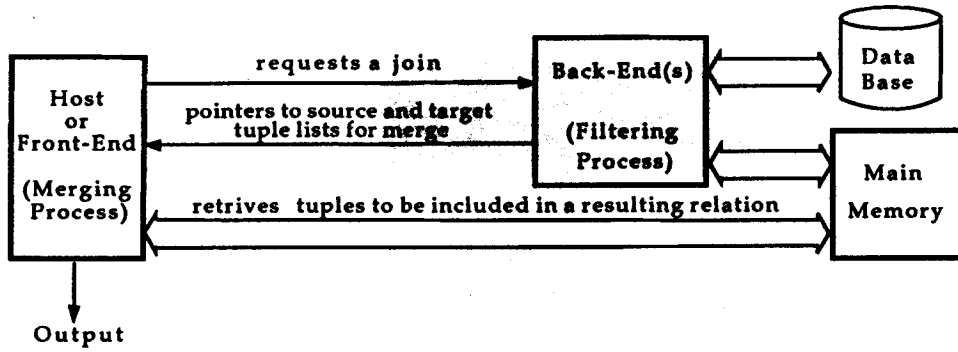 Host
or
Front-End
(Merging
Process)
requests a join
pointers to source and target
tuple lists for merge
Back-End(s)
(Filtering
Process)
Data
Base
Main
Memory
retrives tuples to be included in a resulting relation
Output